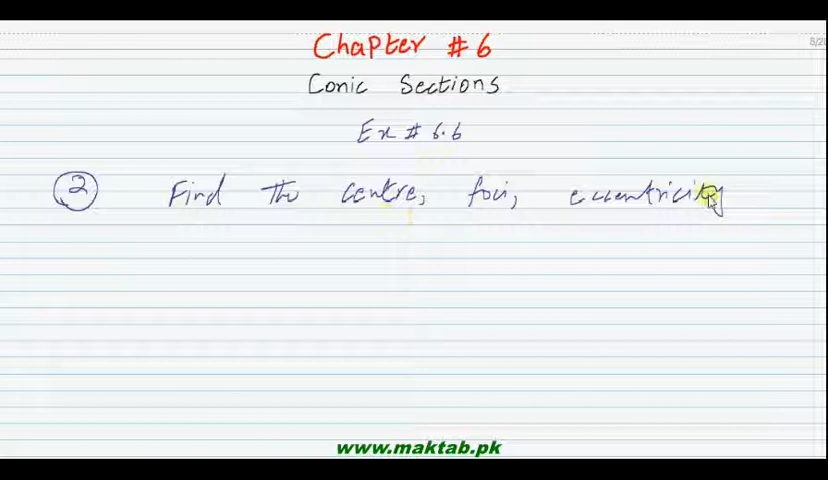 Chapter # 6
Conic Sections
Ex # 6.6
2 Find the centre, foci, eccentricity
www.maktab.pk